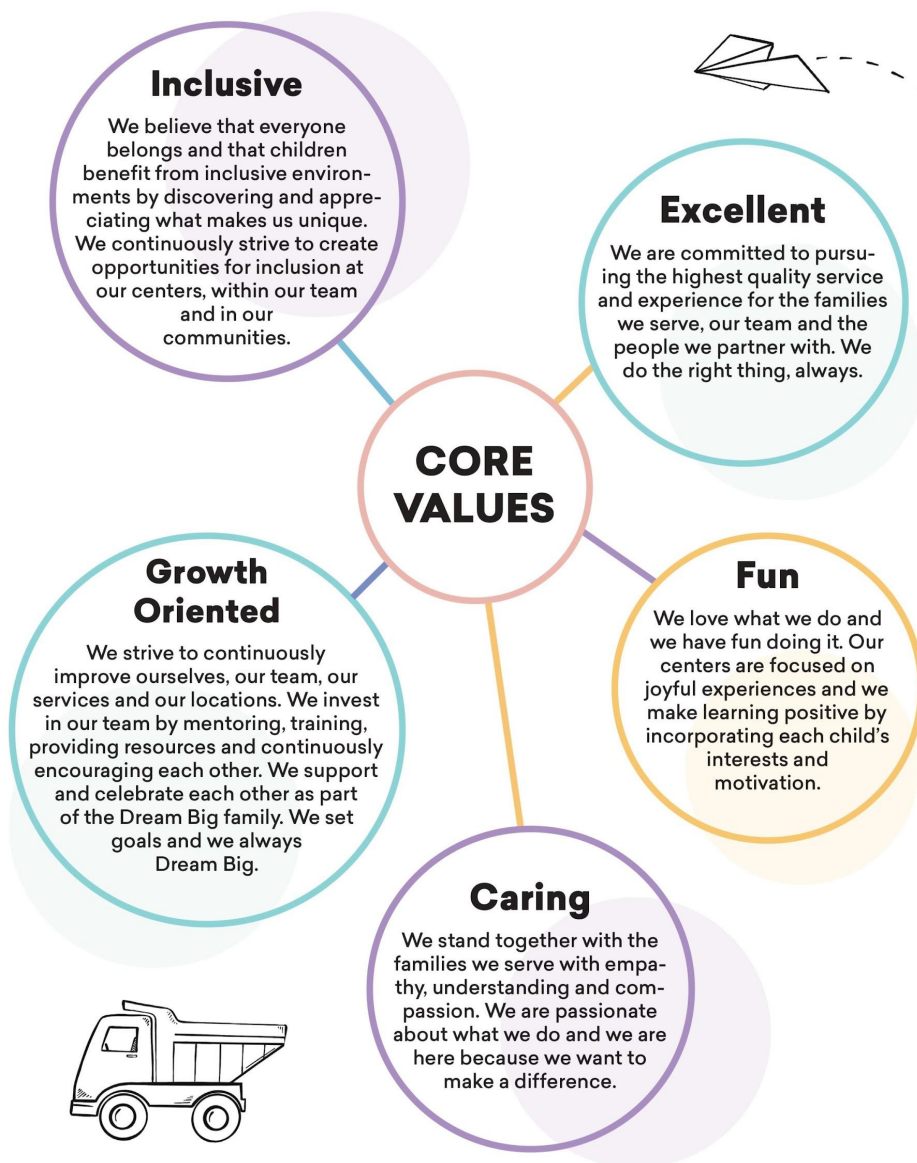 Inclusive
We believe that everyone
belongs and that children
benefit from inclusive environ-
ments by discovering and appre-
ciating what makes us unique.
We continuously strive to create
opportunities for inclusion at
our centers, within our team
and in our
communities.
Excellent
We are committed to pursu-
ing the highest quality service
and experience for the families
we serve, our team and the
people we partner with. We
do the right thing, always.
CORE
VALUES
Growth
Oriented
We strive to continuously
improve ourselves, our team, our
services and our locations. We invest
in our team by mentoring, training,
providing resources and continuously
encouraging each other. We support
and celebrate each other as part
of the Dream Big family. We set
goals and we always
Dream Big.
Fun
We love what we do and
we have fun doing it. Our
centers are focused on
joyful experiences and we
make learning positive by
incorporating each child’s
interests and
motivation.
Caring
We stand together with the
families we serve with empa-
thy, understanding and com-
passion. We are passionate
about what we do and we are
here because we want to
make a difference.